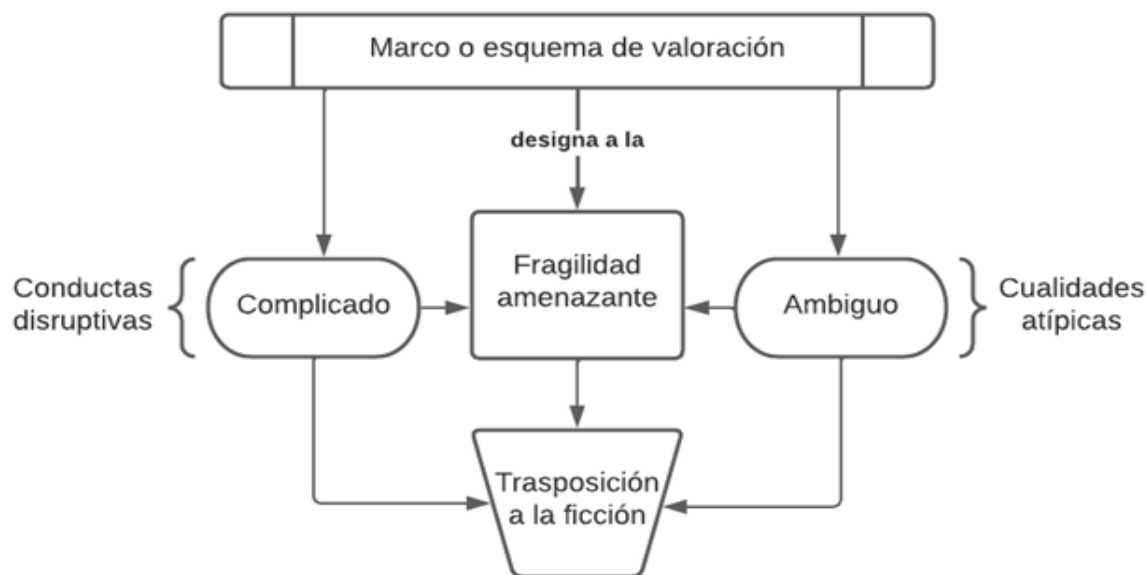 Marco o esquema de valoración
designa a la
Conductas
disruptivas
Complicado
Fragilidad
amenazante
Ambiguo
Cualidades
atípicas
Trasposición
a la ficción